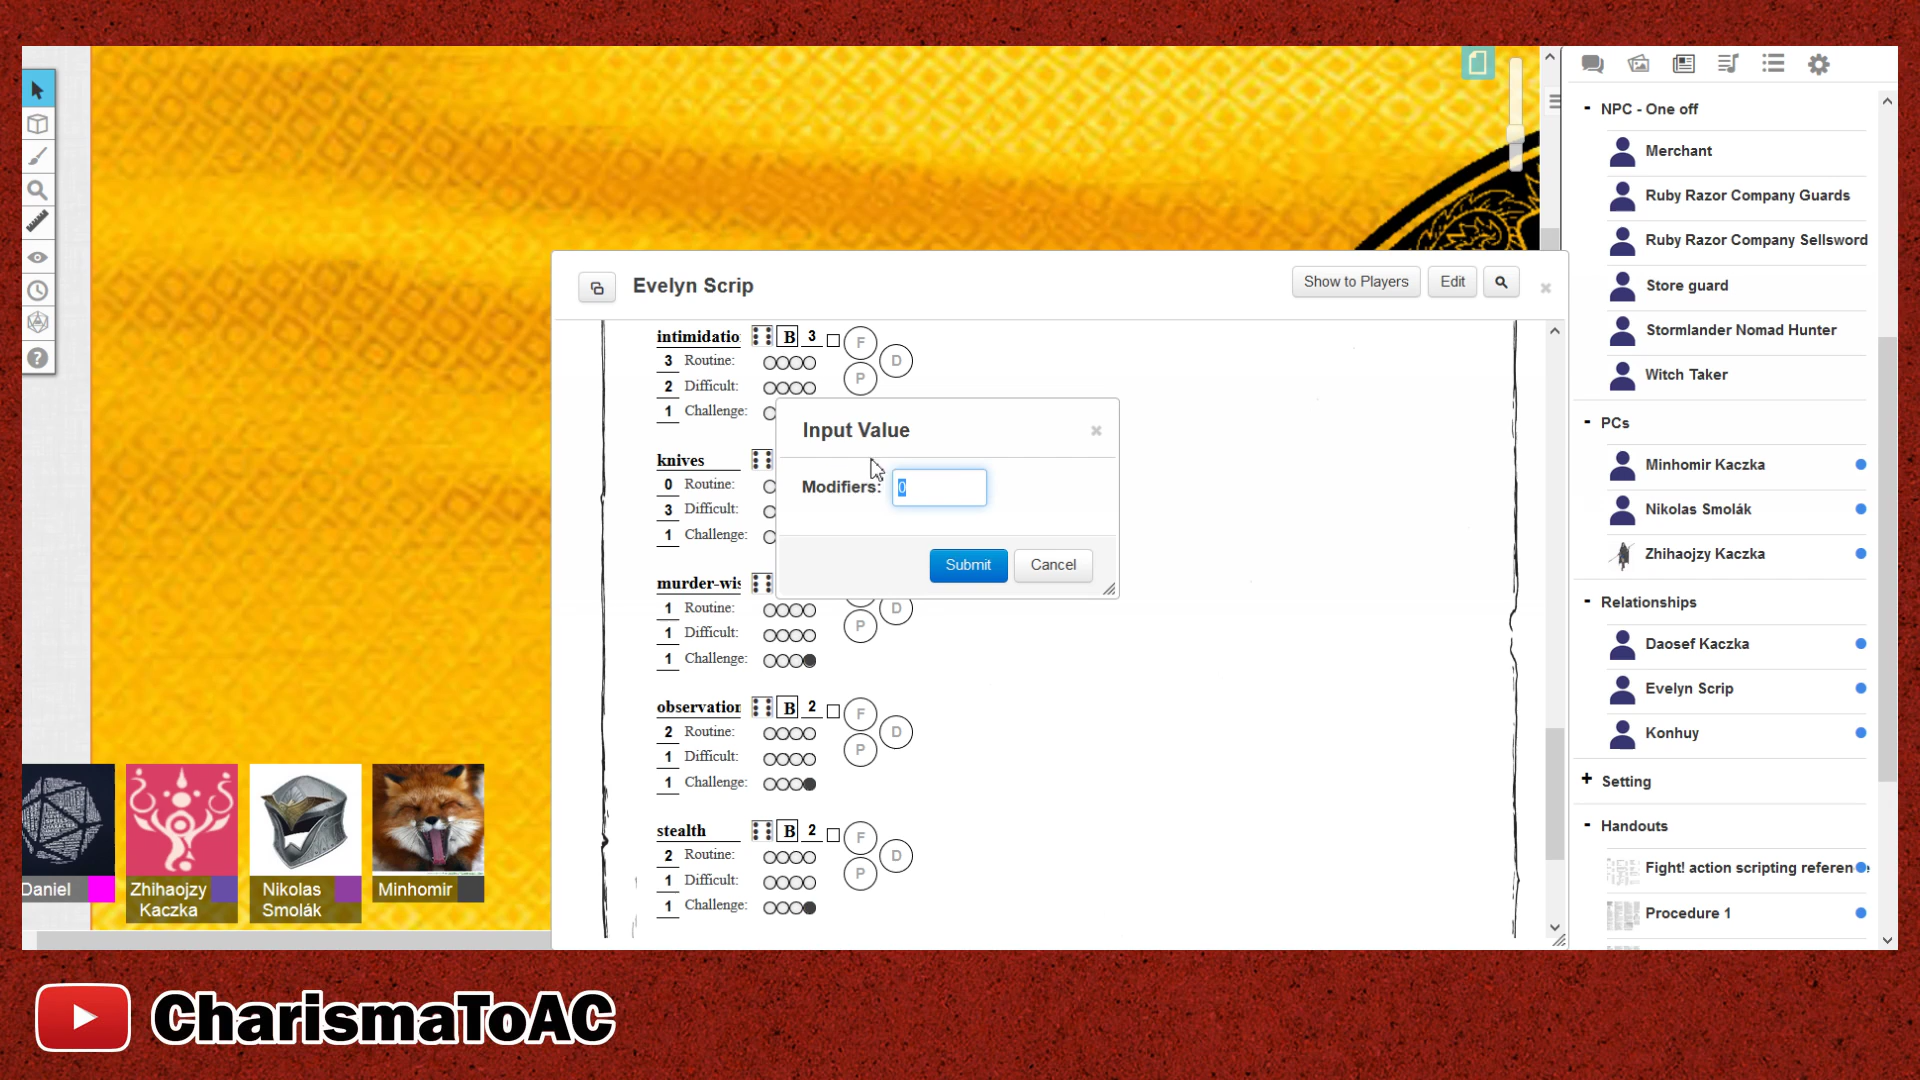 Evelyn Scrip
Show to Players
Edit
intimidatio
B
3
F
D
P
3 Routine:
2 Difficult:
1 Challenge:
knives
0 Routine:
3 Difficult:
1 Challenge:
Input Value
Modifiers:
0
Submit
Cancel
murder-wis
1 Routine:
1 Difficult:
1 Challenge:
D
P
observation
B
2
F
D
P
2 Routine:
1 Difficult:
1 Challenge:
stealth
B
2
F
D
P
2 Routine:
1 Difficult:
1 Challenge:
- NPC - One off
Merchant
Ruby Razor Company Guards
Ruby Razor Company Sellsword
Store guard
Stormlander Nomad Hunter
Witch Taker
- PCs
Minhomir Kaczka
Nikolas Smolák
Zhihaojzy Kaczka
- Relationships
Daosef Kaczka
Evelyn Scrip
Konhuy
+ Setting
- Handouts
Fight! action scripting referen
Procedure 1
Daniel
Zhihaojzy
Kaczka
Nikolas
Smolák
Minhomir
CharismaToAC